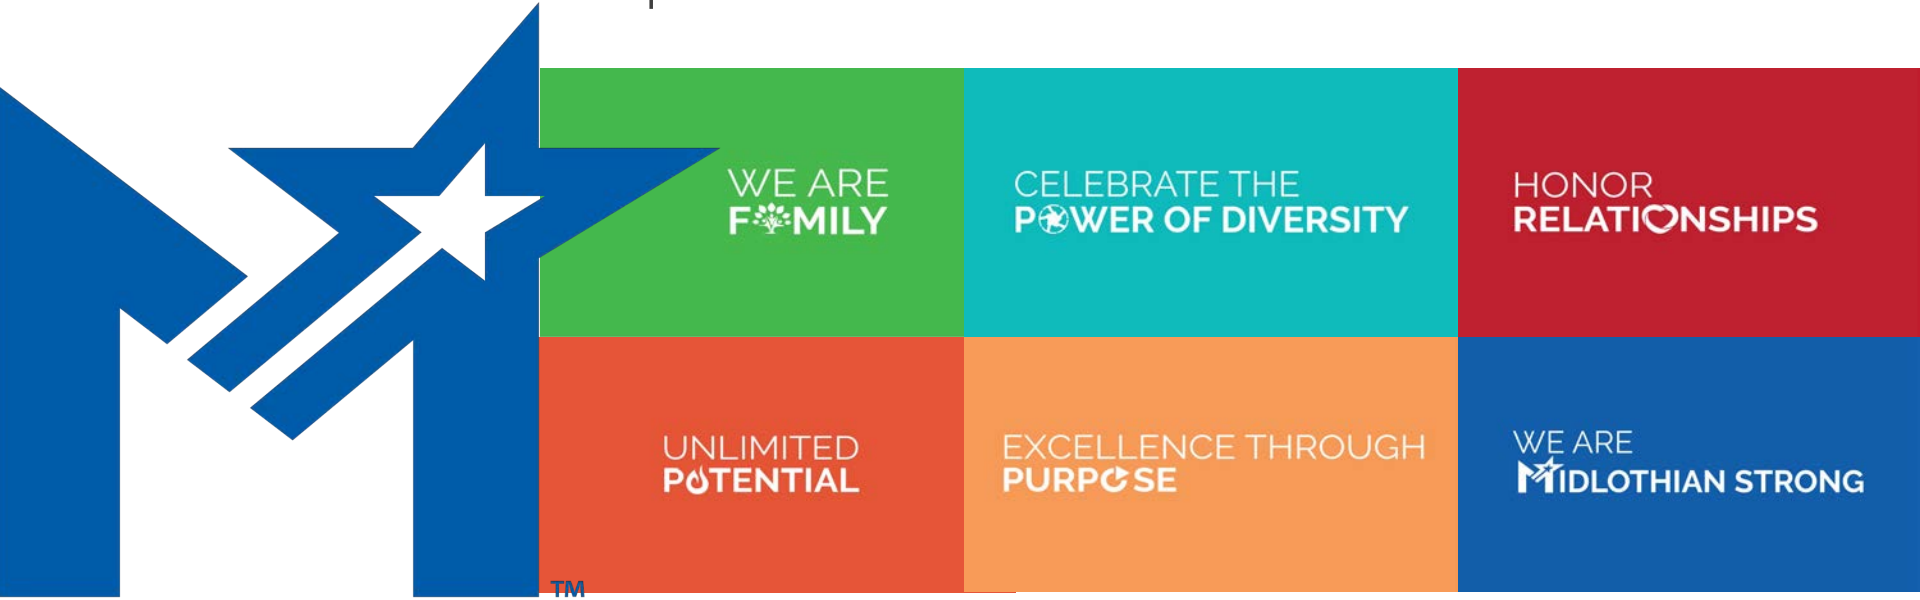 WE ARE
FAMILY
CELEBRATE THE
POWER OF DIVERSITY
HONOR
RELATIONSHIPS
UNLIMITED
POTENTIAL
EXCELLENCE THROUGH
PURPOSE
WE ARE
MIDLOTHIAN STRONG
M
TM